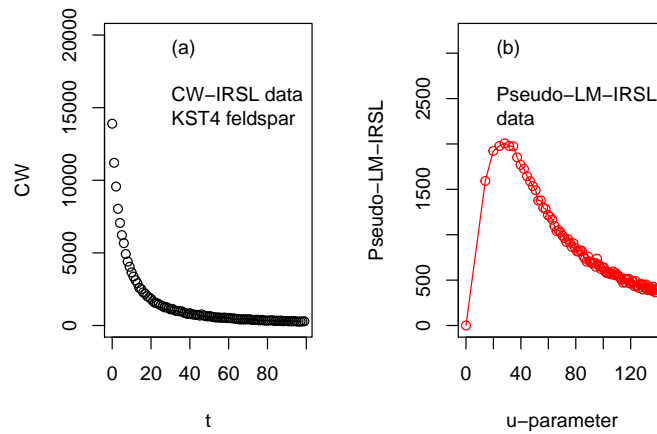 (a)
CW−IRSL data
KST4 feldspar
CW
0
5000
10000
15000
20000
0
20
40
60
80
t
(b)
Pseudo−LM−IRSL
data
Pseudo−LM−IRSL
0
500
1500
2500
0
40
80
120
u−parameter